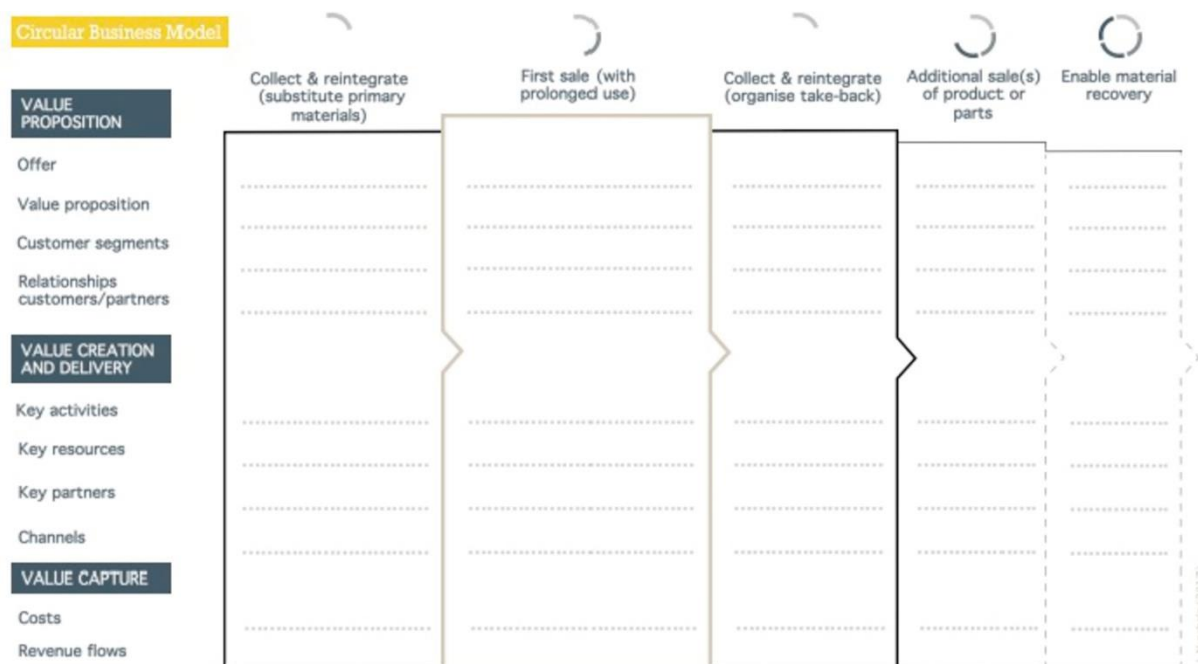 Circular Business Model
Collect & reintegrate
(substitute primary
materials)
First sale (with
prolonged use)
Collect & reintegrate
(organise take-back)
Additional sale(s)
of product or
parts
Enable material
recovery
VALUE
PROPOSITION
Offer
Value proposition
Customer segments
Relationships
customers/partners
VALUE CREATION
AND DELIVERY
Key activities
Key resources
Key partners
Channels
VALUE CAPTURE
Costs
Revenue flows